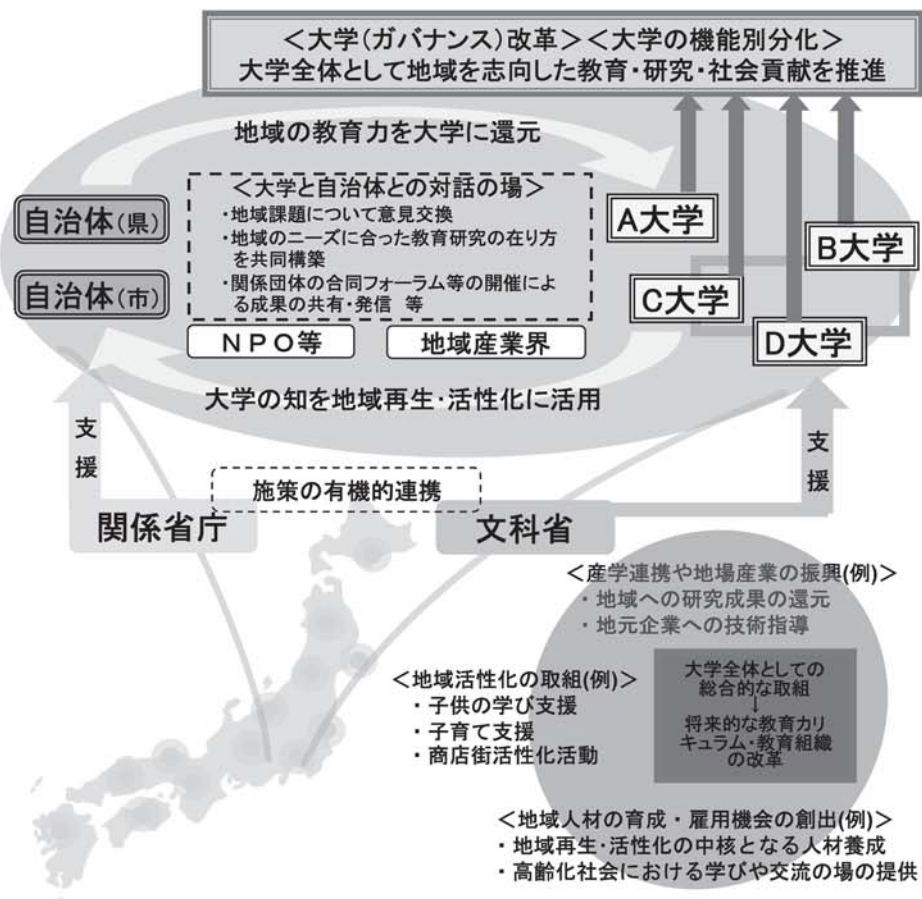 <大学(ガバナンス)改革><大学の機能別分化>
大学全体として地域を志向した教育・研究・社会貢献を推進
地域の教育力を大学に還元
自治体(県)
自治体(市)
<大学と自治体との対話の場>
・地域課題について意見交換
・地域のニーズに合った教育研究の在り方
を共同構築
・関係団体の合同フォーラム等の開催によ
る成果の共有・発信 等
NPO等
地域産業界
A大学
B大学
C大学
D大学
大学の知を地域再生・活性化に活用
支援
支援
施策の有機的連携
関係省庁
文科省
<産学連携や地場産業の振興(例)>
・地域への研究成果の還元
・地元企業への技術指導
<地域活性化の取組(例)>
・子供の学び支援
・子育て支援
・商店街活性化活動
大学全体としての
総合的な取組
↓
将来的な教育カリ
キュラム・教育組織
の改革
<地域人材の育成・雇用機会の創出(例)>
・地域再生・活性化の中核となる人材養成
・高齢化社会における学びや交流の場の提供